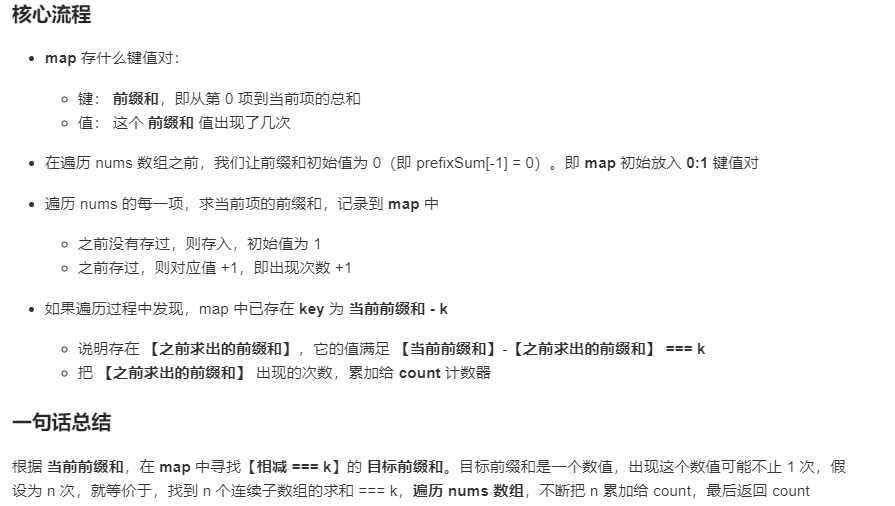 核心流程
map 存什么键值对：
键： 前缀和，即从第 0 项到当前项的总和
值： 这个 前缀和 值出现了几次
在遍历 nums 数组之前，我们让前缀和初始值为 0（即 prefixSum[-1] = 0）。即 map 初始放入 0:1 键值对
遍历 nums 的每一项，求当前项的前缀和，记录到 map 中
之前没有存过，则存入，初始值为 1
之前存过，则对应值 +1，即出现次数 +1
如果遍历过程中发现，map 中已存在 key 为 当前前缀和 - k
说明存在 【之前求出的前缀和】，它的值满足 【当前前缀和】-【之前求出的前缀和】 === k
把 【之前求出的前缀和】 出现的次数，累加给 count 计数器
一句话总结
根据 当前前缀和，在 map 中寻找【相减 === k】的 目标前缀和。目标前缀和是一个数值，出现这个数值可能不止 1 次，假
设为 n 次，就等价于，找到 n 个连续子数组的求和 === k，遍历 nums 数组，不断把 n 累加给 count，最后返回 count